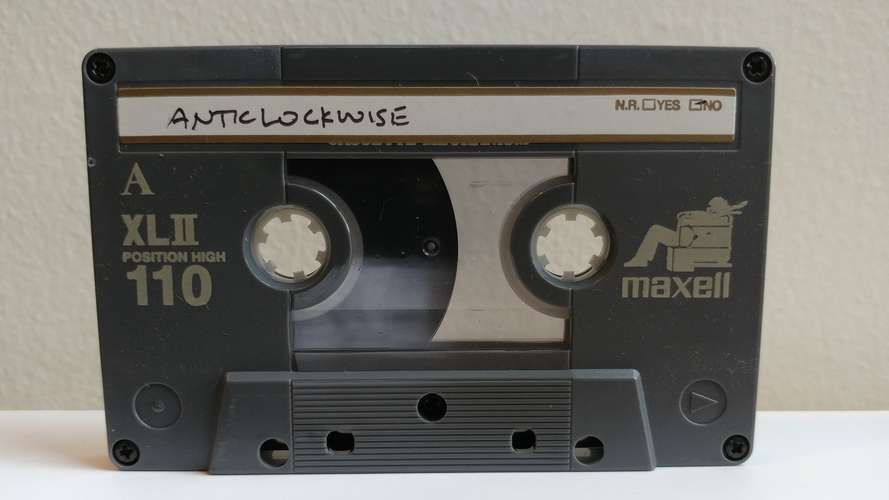 ANTICLOCKWISE
N.R. YES NO
A
XLII
POSITION HIGH
110
maxell